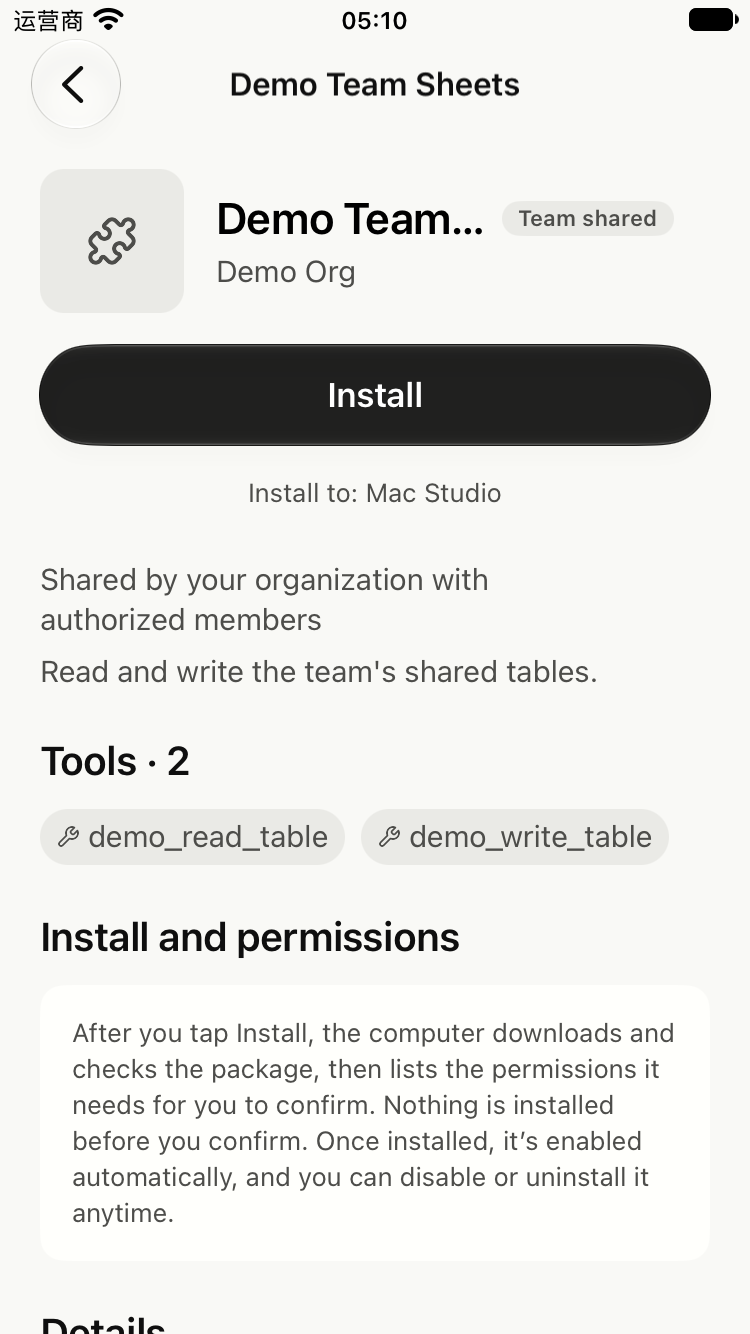 运营商
05:10
Demo Team Sheets
Demo Team...
Team shared
Demo Org
Install
Install to: Mac Studio
Shared by your organization with
authorized members
Read and write the team's shared tables.
Tools · 2
demo_read_table
demo_write_table
Install and permissions
After you tap Install, the computer downloads and
checks the package, then lists the permissions it
needs for you to confirm. Nothing is installed
before you confirm. Once installed, it’s enabled
automatically, and you can disable or uninstall it
anytime.
Details